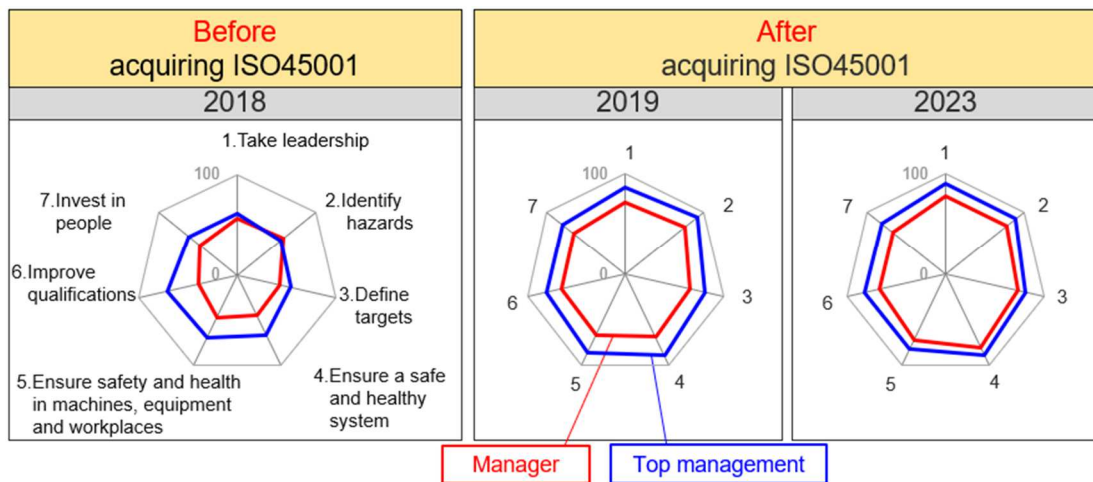 Before
acquiring ISO45001
After
acquiring ISO45001
2018
2019
2023
1.Take leadership
100
7.Invest in
people
2.Identify
hazards
0
6.Improve
qualifications
3.Define
targets
5.Ensure safety and health
in machines, equipment
and workplaces
4.Ensure a safe
and healthy
system
1
100
7
2
0
6
3
5
4
1
100
7
2
0
6
3
5
4
Manager
Top management